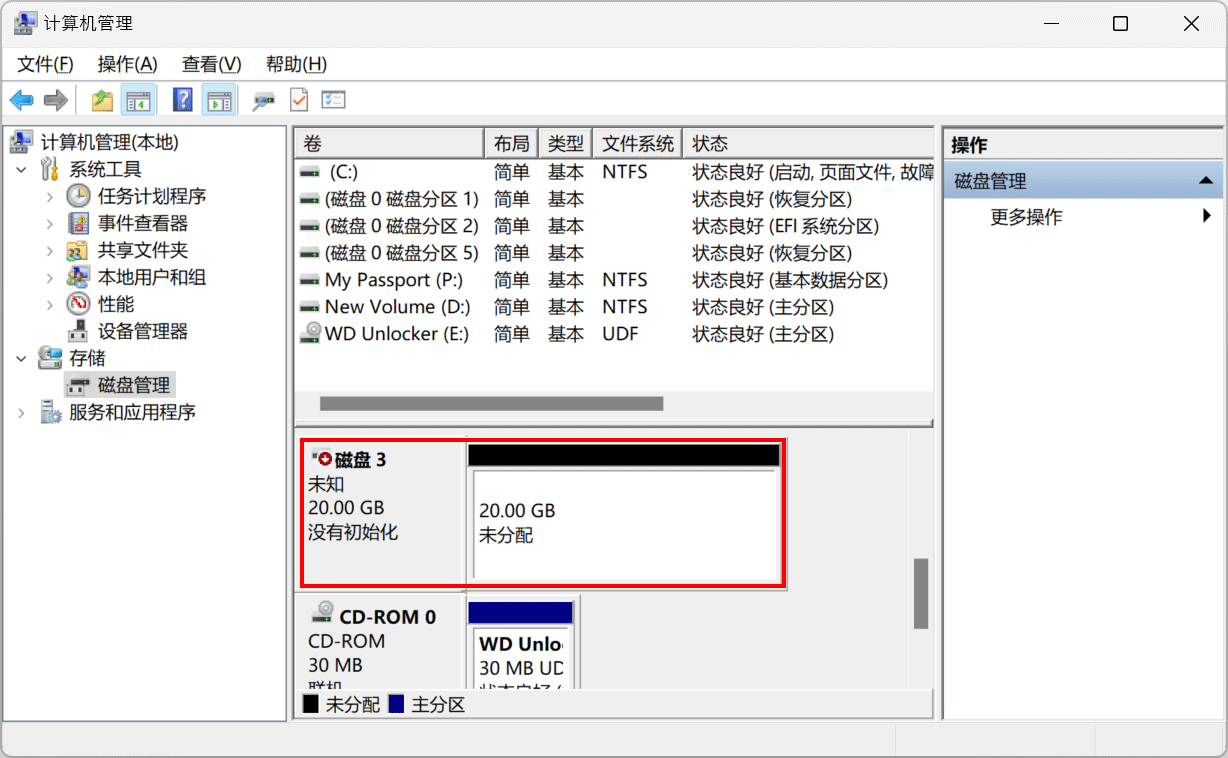 计算机管理
文件(F) 操作(A) 查看(V) 帮助(H)
计算机管理(本地)
系统工具
任务计划程序
事件查看器
共享文件夹
本地用户和组
性能
设备管理器
存储
磁盘管理
服务和应用程序
卷 布局 类型 文件系统 状态
(C:) 简单 基本 NTFS 状态良好 (启动, 页面文件, 故障
(磁盘 0 磁盘分区 1) 简单 基本 状态良好 (恢复分区)
(磁盘 0 磁盘分区 2) 简单 基本 状态良好 (EFI 系统分区)
(磁盘 0 磁盘分区 5) 简单 基本 状态良好 (恢复分区)
My Passport (P:) 简单 基本 NTFS 状态良好 (基本数据分区)
New Volume (D:) 简单 基本 NTFS 状态良好 (主分区)
WD Unlocker (E:) 简单 基本 UDF 状态良好 (主分区)
磁盘 3
未知
20.00 GB
没有初始化
20.00 GB
未分配
CD-ROM 0
CD-ROM
30 MB
联机
WD Unlo
30 MB UD
状态良好 (
未分配 主分区
操作
磁盘管理
更多操作